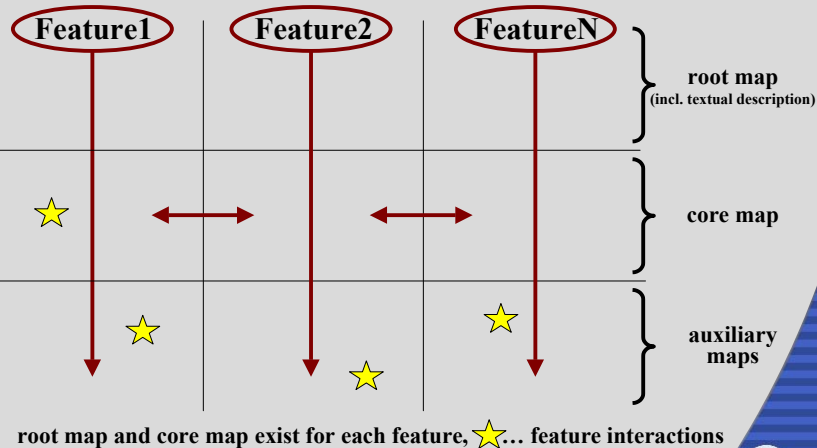 Feature1 Feature2 FeatureN
root map
(incl. textual description)
core map
auxiliary
maps
root map and core map exist for each feature, ... feature interactions